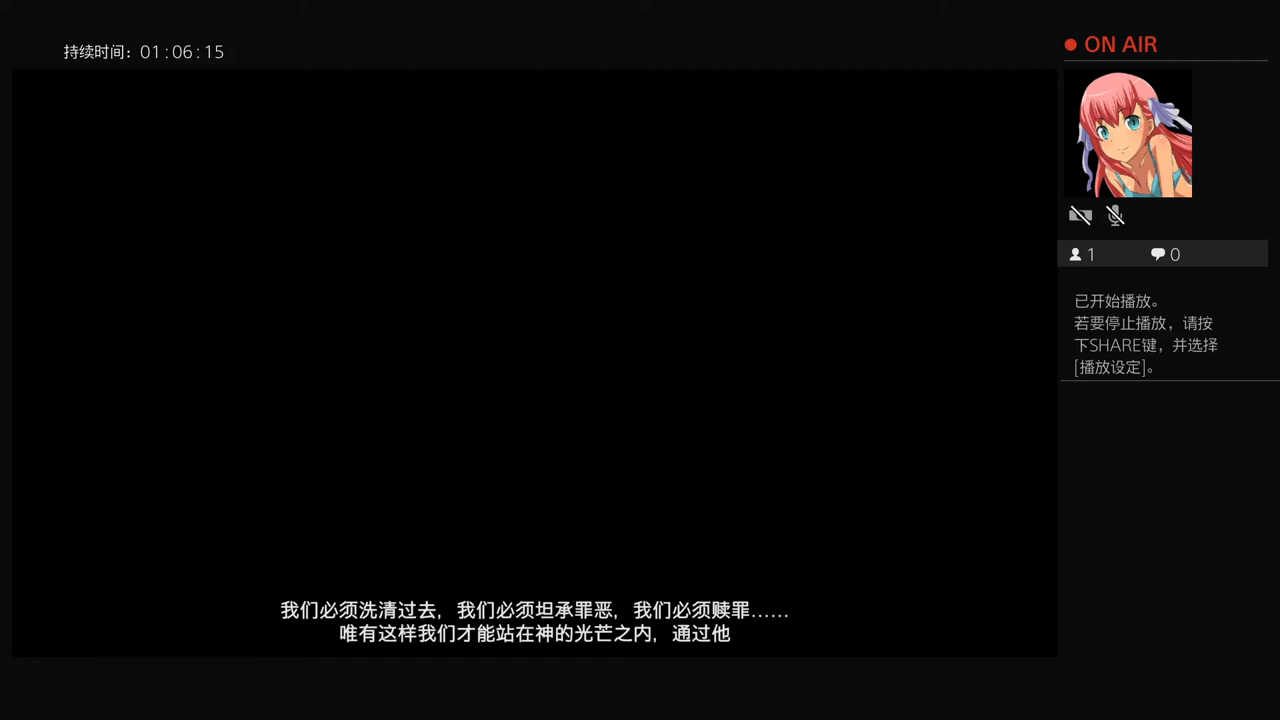 持续时间：01:06:15
ON AIR
1
0
已开始播放。
若要停止播放，请按
下SHARE键，并选择
[播放设定]。
我们必须洗清过去，我们必须坦承罪恶，我们必须赎罪……
唯有这样我们才能站在神的光芒之内，通过他